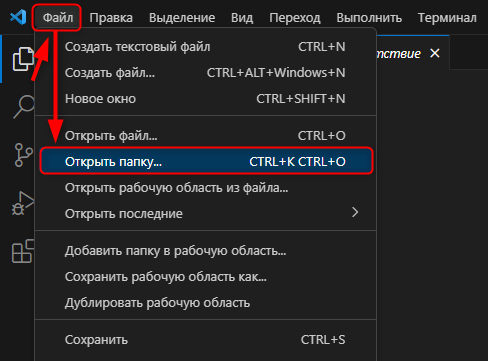 Файл Правка Выделение Вид Переход Выполнить Терминал
Создать текстовый файл CTRL+N
тствие
Создать файл... CTRL+ALT+Windows+N
Новое окно CTRL+SHIFT+N
Открыть файл... CTRL+O
Открыть папку... CTRL+K CTRL+O
Открыть рабочую область из файла...
Открыть последние
Добавить папку в рабочую область...
Сохранить рабочую область как...
Дублировать рабочую область
Сохранить CTRL+S